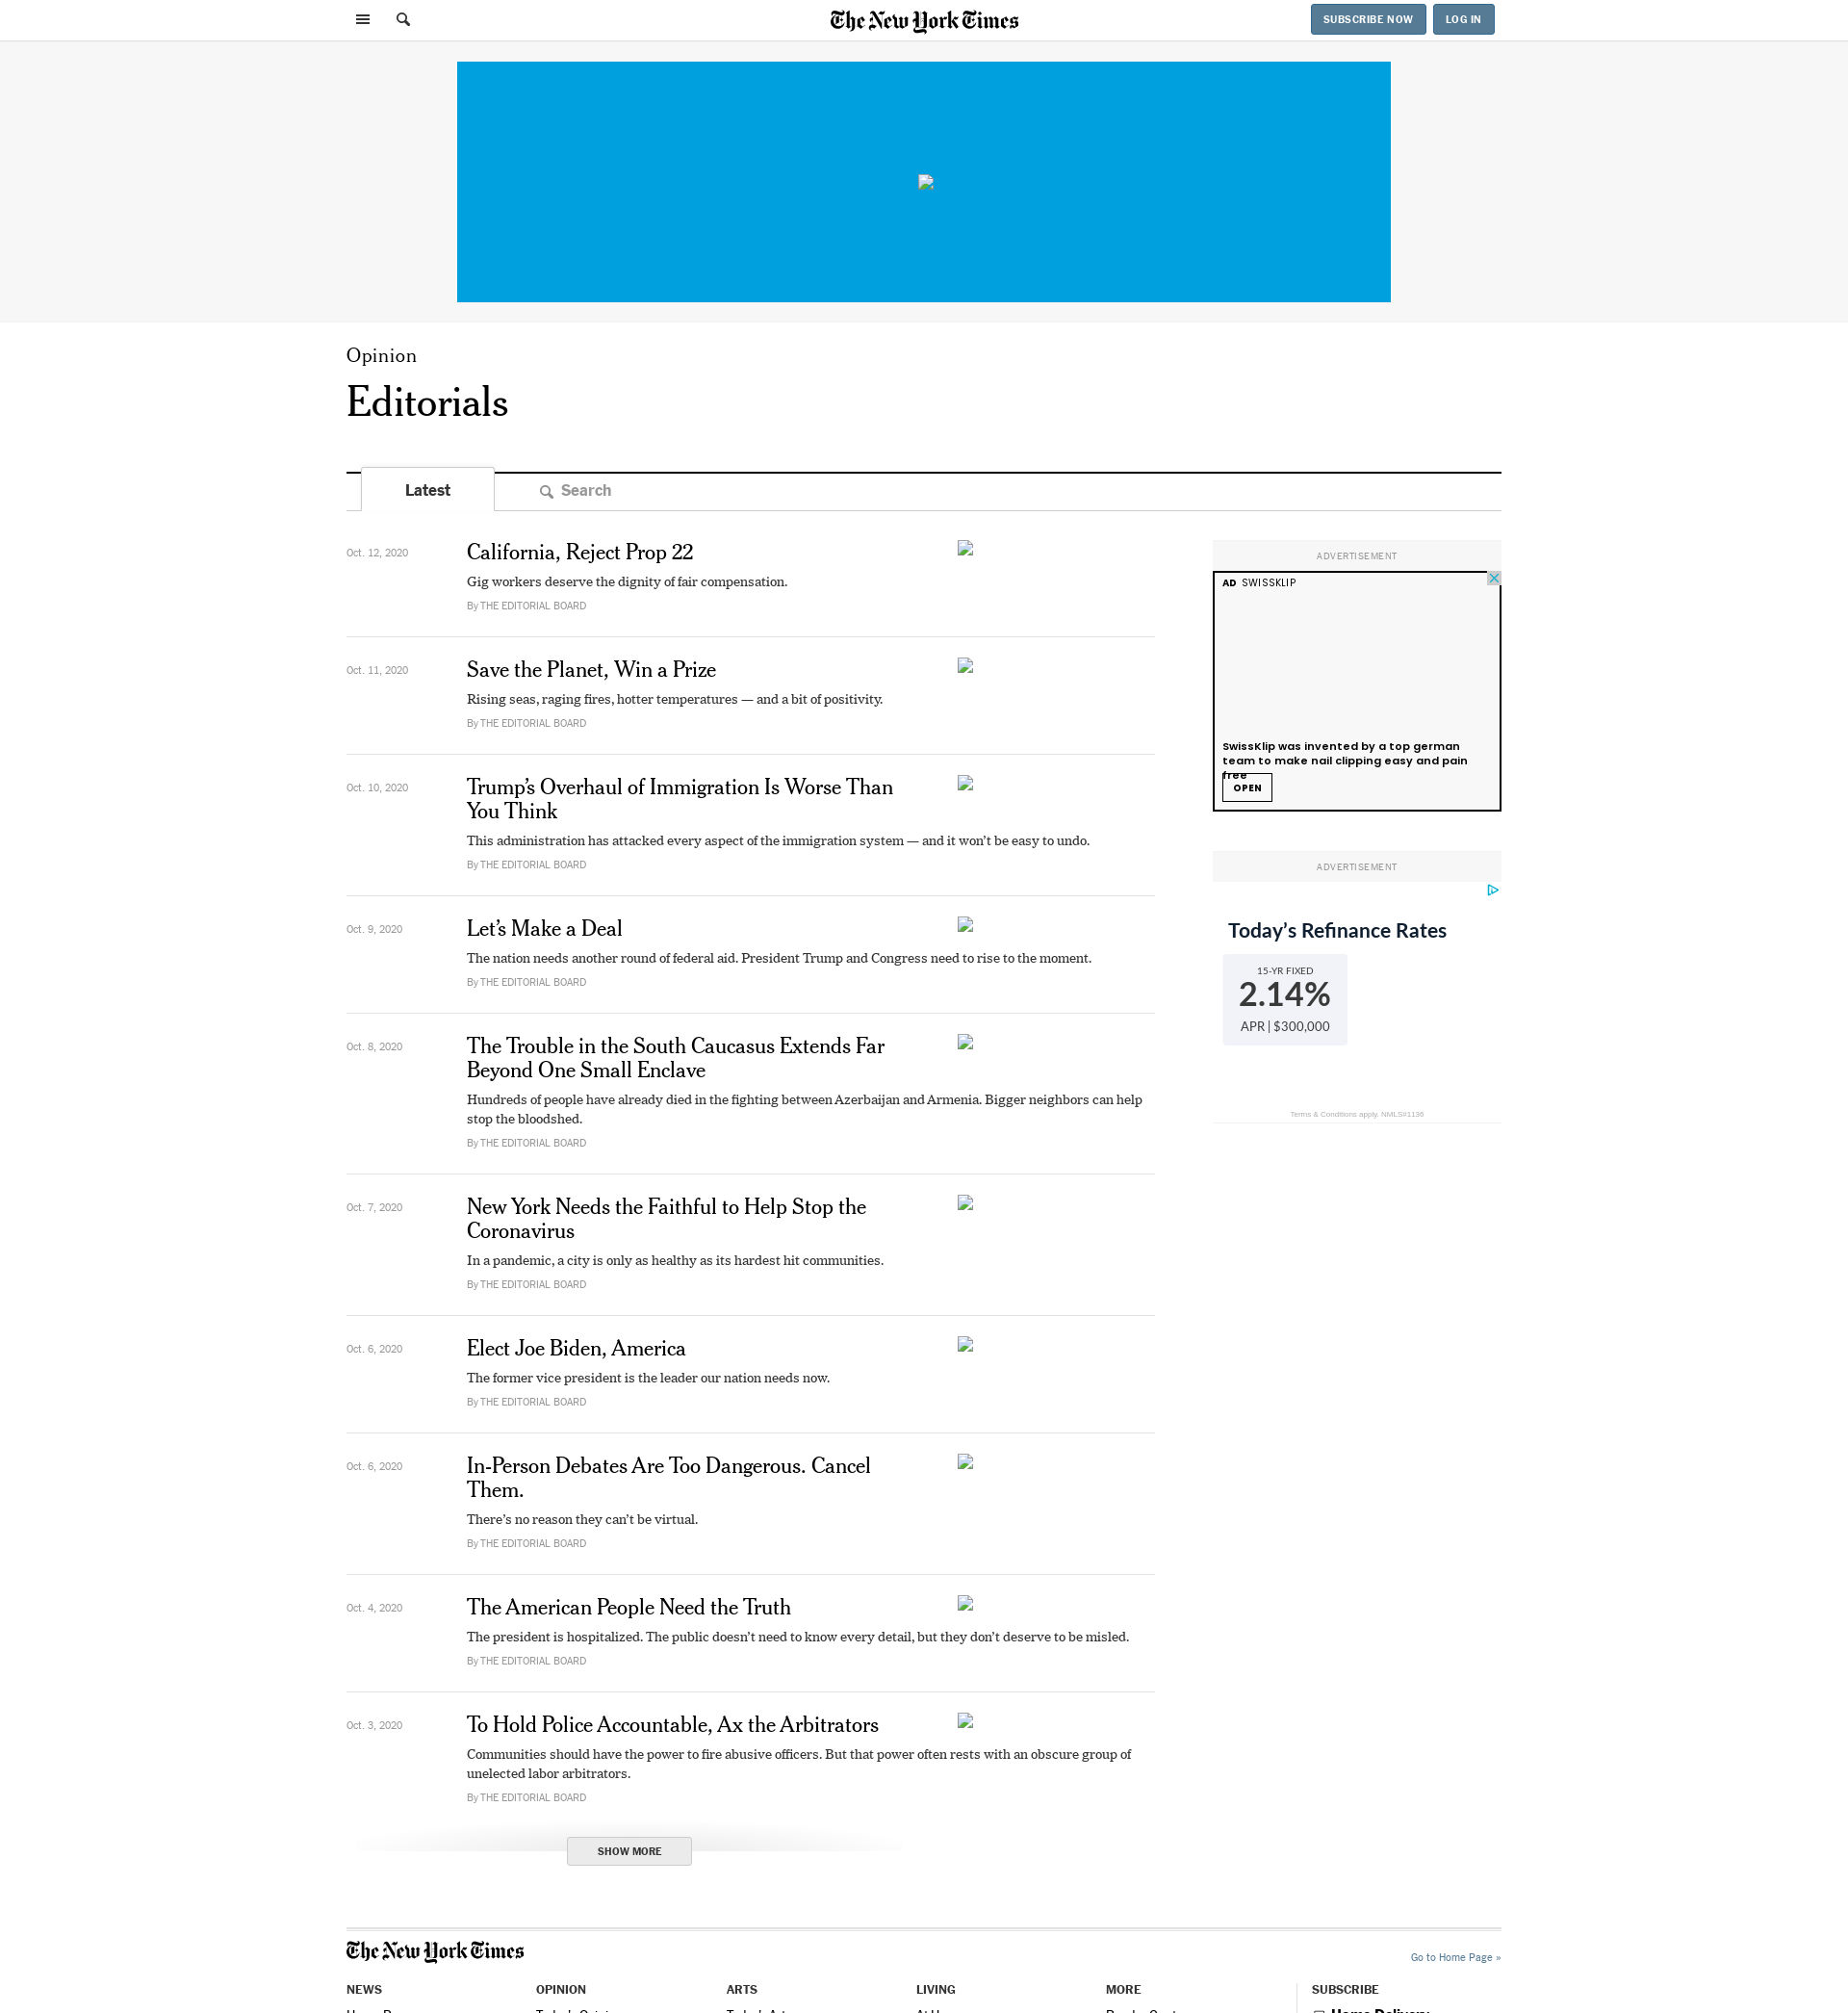 The New York Times
SUBSCRIBE NOW
LOG IN
Opinion
Editorials
Latest
Search
Oct. 12, 2020
California, Reject Prop 22
Gig workers deserve the dignity of fair compensation.
By THE EDITORIAL BOARD
Oct. 11, 2020
Save the Planet, Win a Prize
Rising seas, raging fires, hotter temperatures — and a bit of positivity.
By THE EDITORIAL BOARD
Oct. 10, 2020
Trump’s Overhaul of Immigration Is Worse Than
You Think
This administration has attacked every aspect of the immigration system — and it won’t be easy to undo.
By THE EDITORIAL BOARD
Oct. 9, 2020
Let’s Make a Deal
The nation needs another round of federal aid. President Trump and Congress need to rise to the moment.
By THE EDITORIAL BOARD
Oct. 8, 2020
The Trouble in the South Caucasus Extends Far
Beyond One Small Enclave
Hundreds of people have already died in the fighting between Azerbaijan and Armenia. Bigger neighbors can help
stop the bloodshed.
By THE EDITORIAL BOARD
Oct. 7, 2020
New York Needs the Faithful to Help Stop the
Coronavirus
In a pandemic, a city is only as healthy as its hardest hit communities.
By THE EDITORIAL BOARD
Oct. 6, 2020
Elect Joe Biden, America
The former vice president is the leader our nation needs now.
By THE EDITORIAL BOARD
Oct. 6, 2020
In-Person Debates Are Too Dangerous. Cancel
Them.
There’s no reason they can’t be virtual.
By THE EDITORIAL BOARD
Oct. 4, 2020
The American People Need the Truth
The president is hospitalized. The public doesn’t need to know every detail, but they don’t deserve to be misled.
By THE EDITORIAL BOARD
Oct. 3, 2020
To Hold Police Accountable, Ax the Arbitrators
Communities should have the power to fire abusive officers. But that power often rests with an obscure group of
unelected labor arbitrators.
By THE EDITORIAL BOARD
SHOW MORE
ADVERTISEMENT
AD SWISSKLIP
SwissKlip was invented by a top german
team to make nail clipping easy and pain
free
OPEN
ADVERTISEMENT
Today’s Refinance Rates
15-YR FIXED
2.14%
APR | $300,000
Terms & Conditions apply. NMLS#1136
The New York Times
Go to Home Page »
NEWS
OPINION
ARTS
LIVING
MORE
SUBSCRIBE
Home Delivery